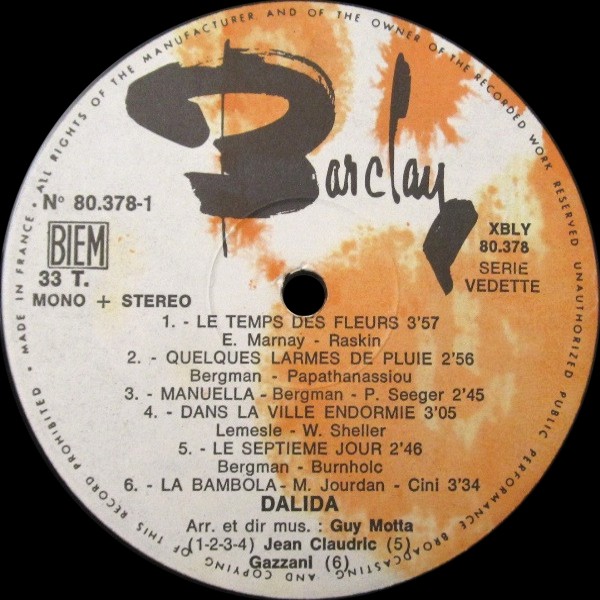 ALL RIGHTS OF THE MANUFACTURER AND OF THE OWNER OF THE RECORDED WORK RESERVED UNAUTHORIZED PUBLIC PERFORMANCE BROADCASTING AND COPYING OF THIS RECORD PROHIBITED • MADE IN FRANCE •
Barclay
N° 80.378-1
BIEM
33 T.
MONO + STEREO
XBLY
80.378
SERIE
VEDETTE
1. - LE TEMPS DES FLEURS 3'57
E. Marnay - Raskin
2. - QUELQUES LARMES DE PLUIE 2'56
Bergman - Papathanassiou
3. - MANUELLA - Bergman - P. Seeger 2'45
4. - DANS LA VILLE ENDORMIE 3'05
Lemesle - W. Sheller
5. - LE SEPTIEME JOUR 2'46
Bergman - Burnholc
6. - LA BAMBOLA - M. Jourdan - Cini 3'34
DALIDA
Arr. et dir mus. : Guy Motta
(1-2-3-4) Jean Claudric (5)
Gazzani (6)